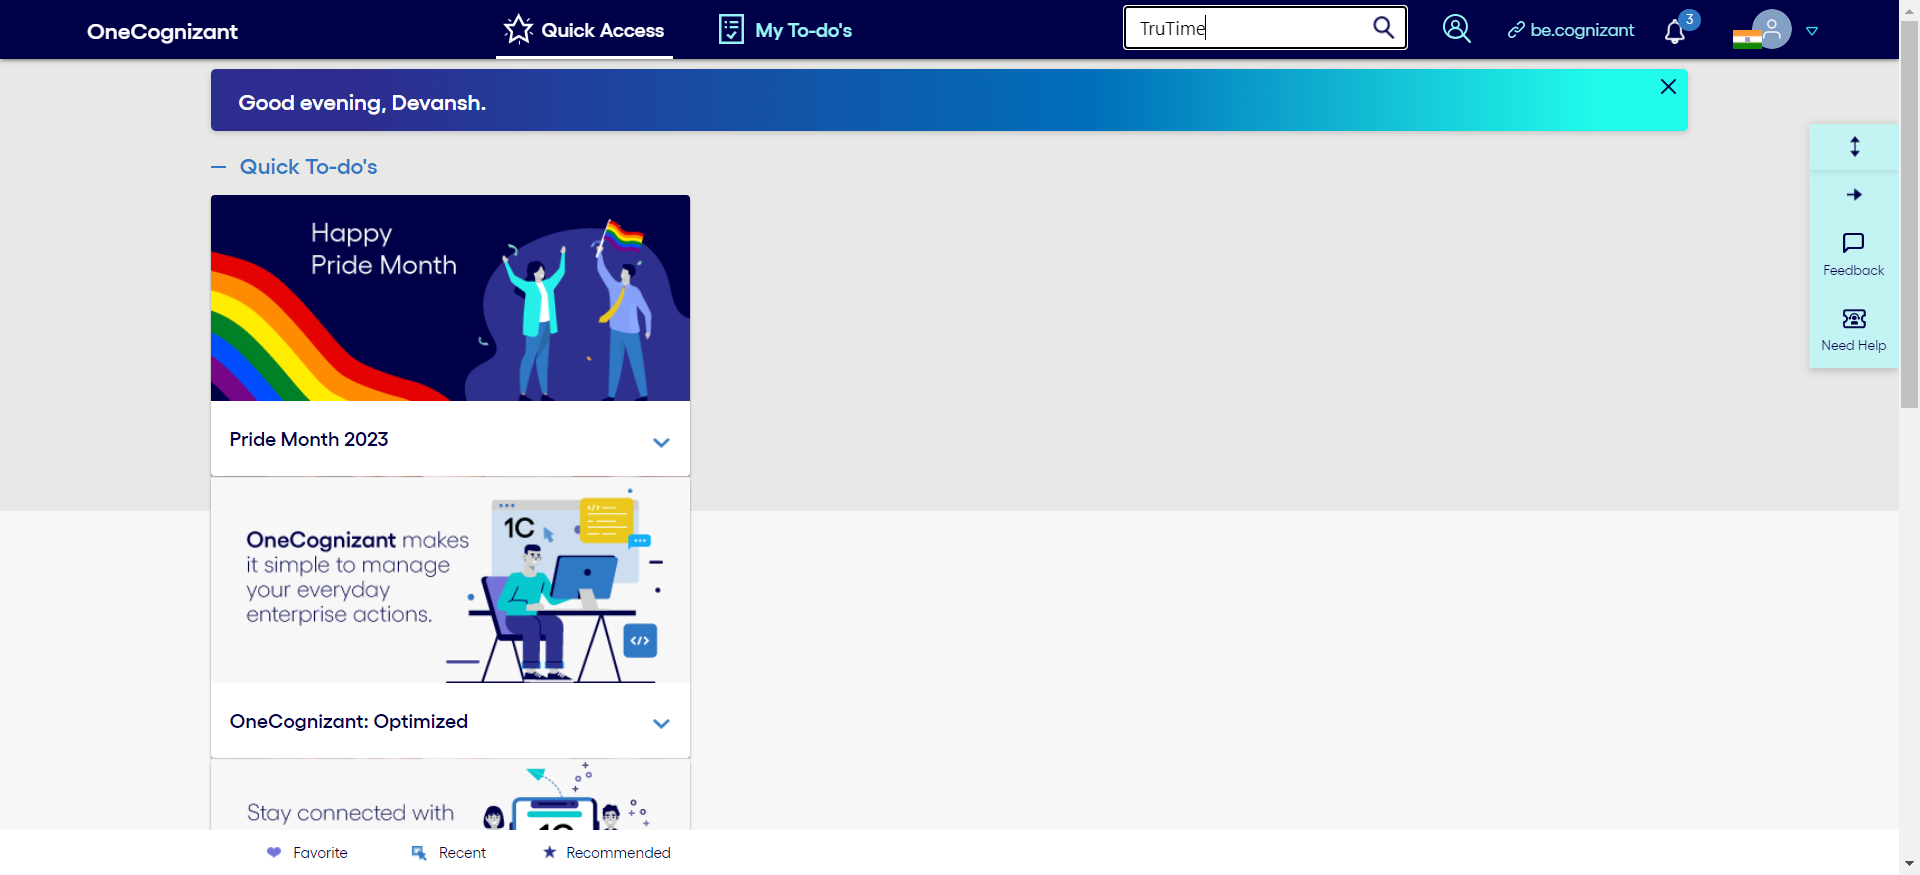 OneCognizant
Quick Access
My To-do's
TruTime
be.cognizant
3
Good evening, Devansh.
Quick To-do's
Happy
Pride Month
Pride Month 2023
OneCognizant makes
it simple to manage
your everyday
enterprise actions.
1C
</>
OneCognizant: Optimized
Stay connected with
1C
Feedback
Need Help
Favorite
Recent
Recommended